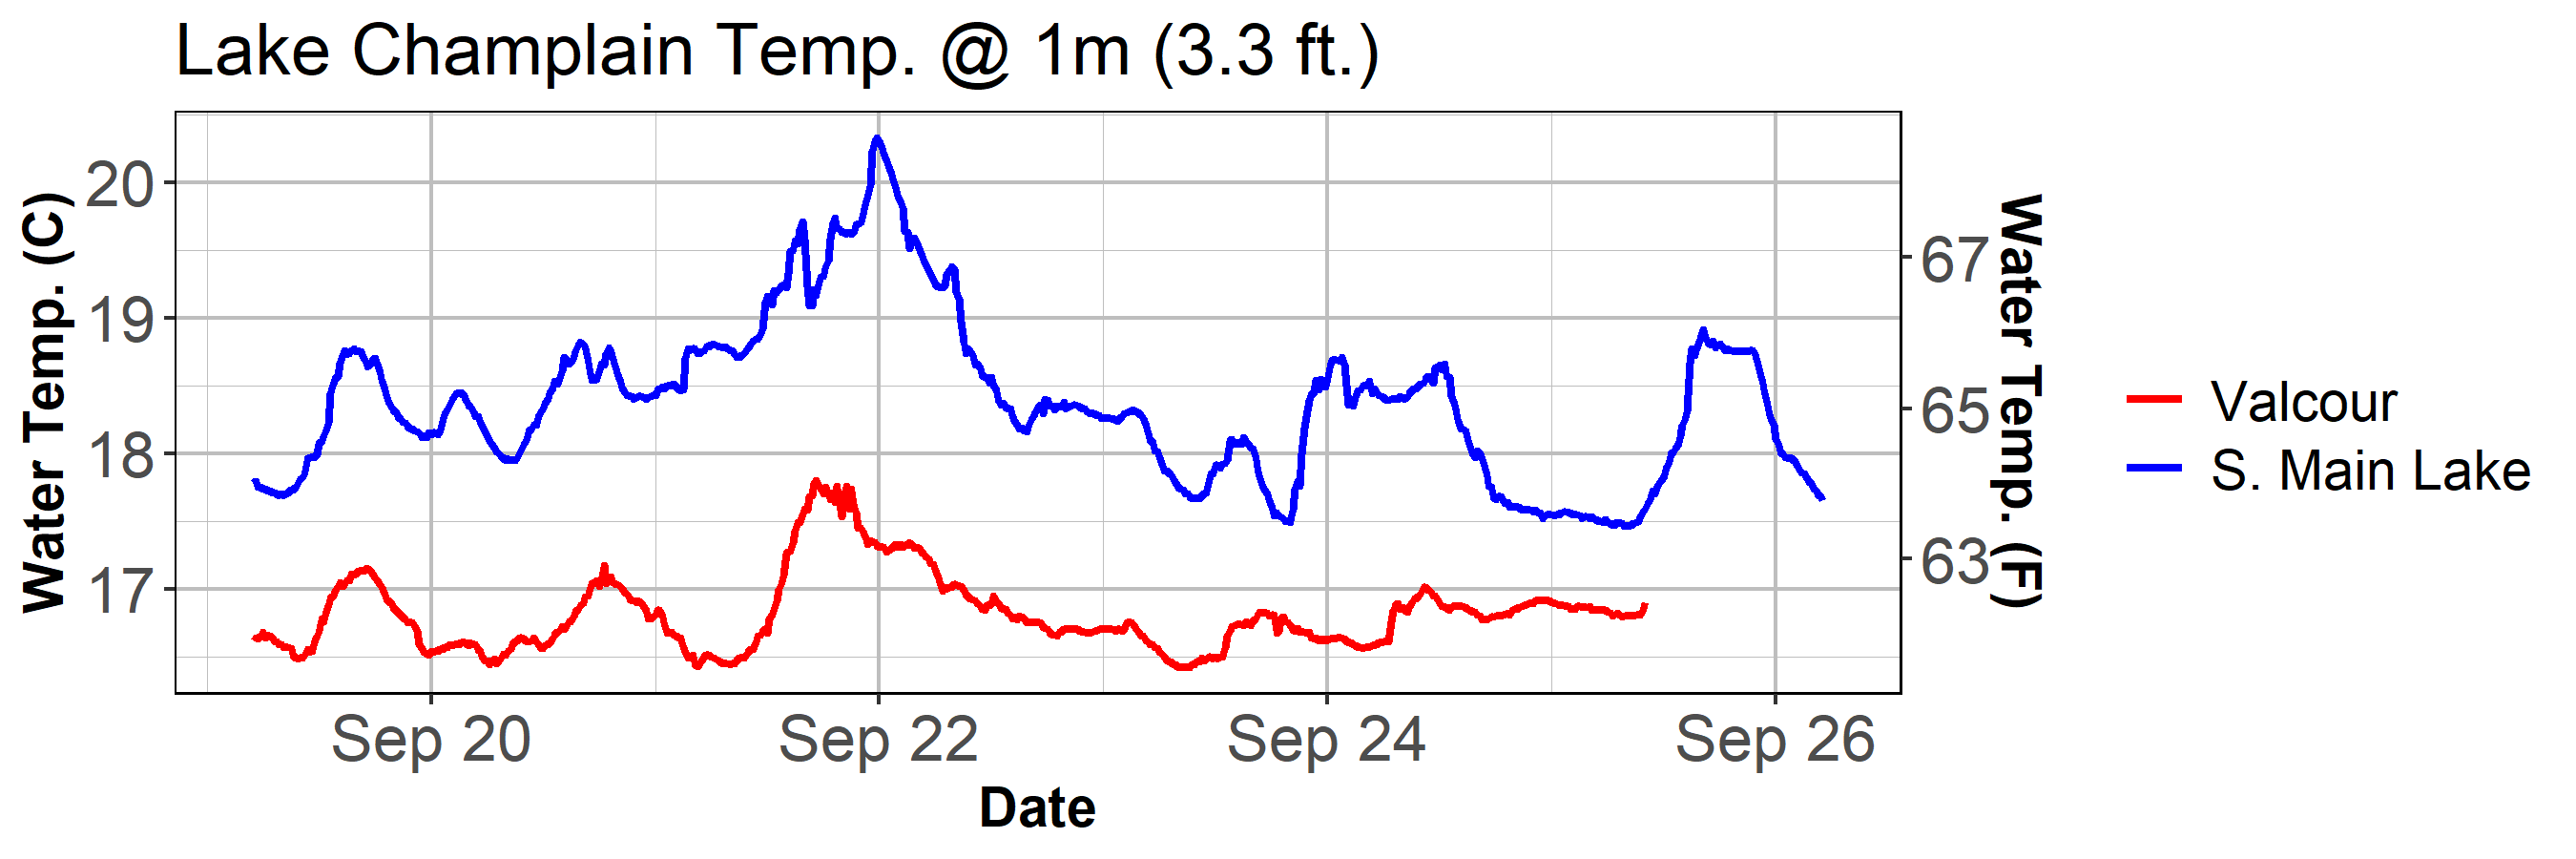 Lake Champlain Temp. @ 1m (3.3 ft.)
Water Temp. (C)
20
19
18
17
67
65
63
Water Temp. (F)
Sep 20
Sep 22
Sep 24
Sep 26
Date
Valcour
S. Main Lake